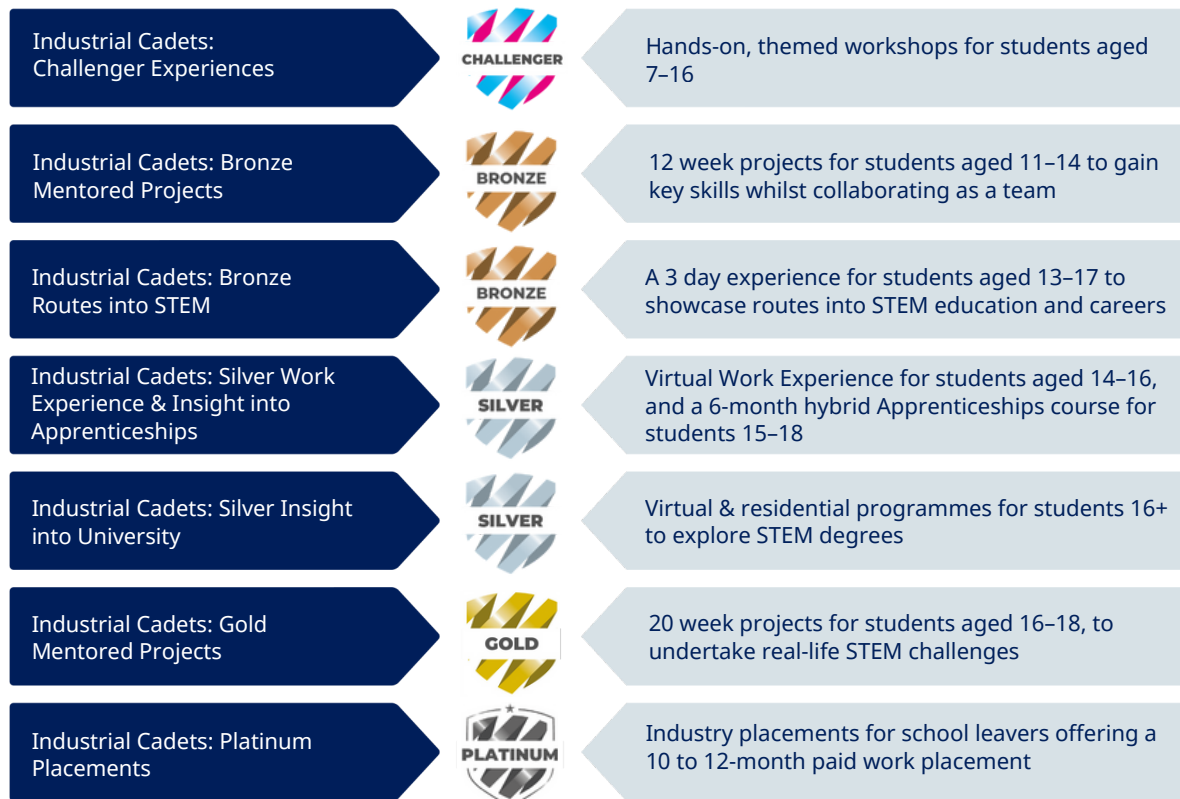 Industrial Cadets:
Challenger Experiences
CHALLENGER
Hands-on, themed workshops for students aged
7–16
Industrial Cadets: Bronze
Mentored Projects
BRONZE
12 week projects for students aged 11–14 to gain
key skills whilst collaborating as a team
Industrial Cadets: Bronze
Routes into STEM
BRONZE
A 3 day experience for students aged 13–17 to
showcase routes into STEM education and careers
Industrial Cadets: Silver Work
Experience & Insight into
Apprenticeships
SILVER
Virtual Work Experience for students aged 14–16,
and a 6-month hybrid Apprenticeships course for
students 15–18
Industrial Cadets: Silver Insight
into University
SILVER
Virtual & residential programmes for students 16+
to explore STEM degrees
Industrial Cadets: Gold
Mentored Projects
GOLD
20 week projects for students aged 16–18, to
undertake real-life STEM challenges
Industrial Cadets: Platinum
Placements
PLATINUM
Industry placements for school leavers offering a
10 to 12-month paid work placement